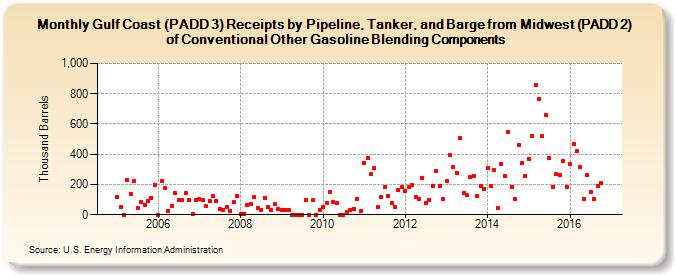 Monthly Gulf Coast (PADD 3) Receipts by Pipeline, Tanker, and Barge from Midwest (PADD 2)
of Conventional Other Gasoline Blending Components
Thousand Barrels
1,000
800
600
400
200
0
2006 2008 2010 2012 2014 2016
Source: U.S. Energy Information Administration